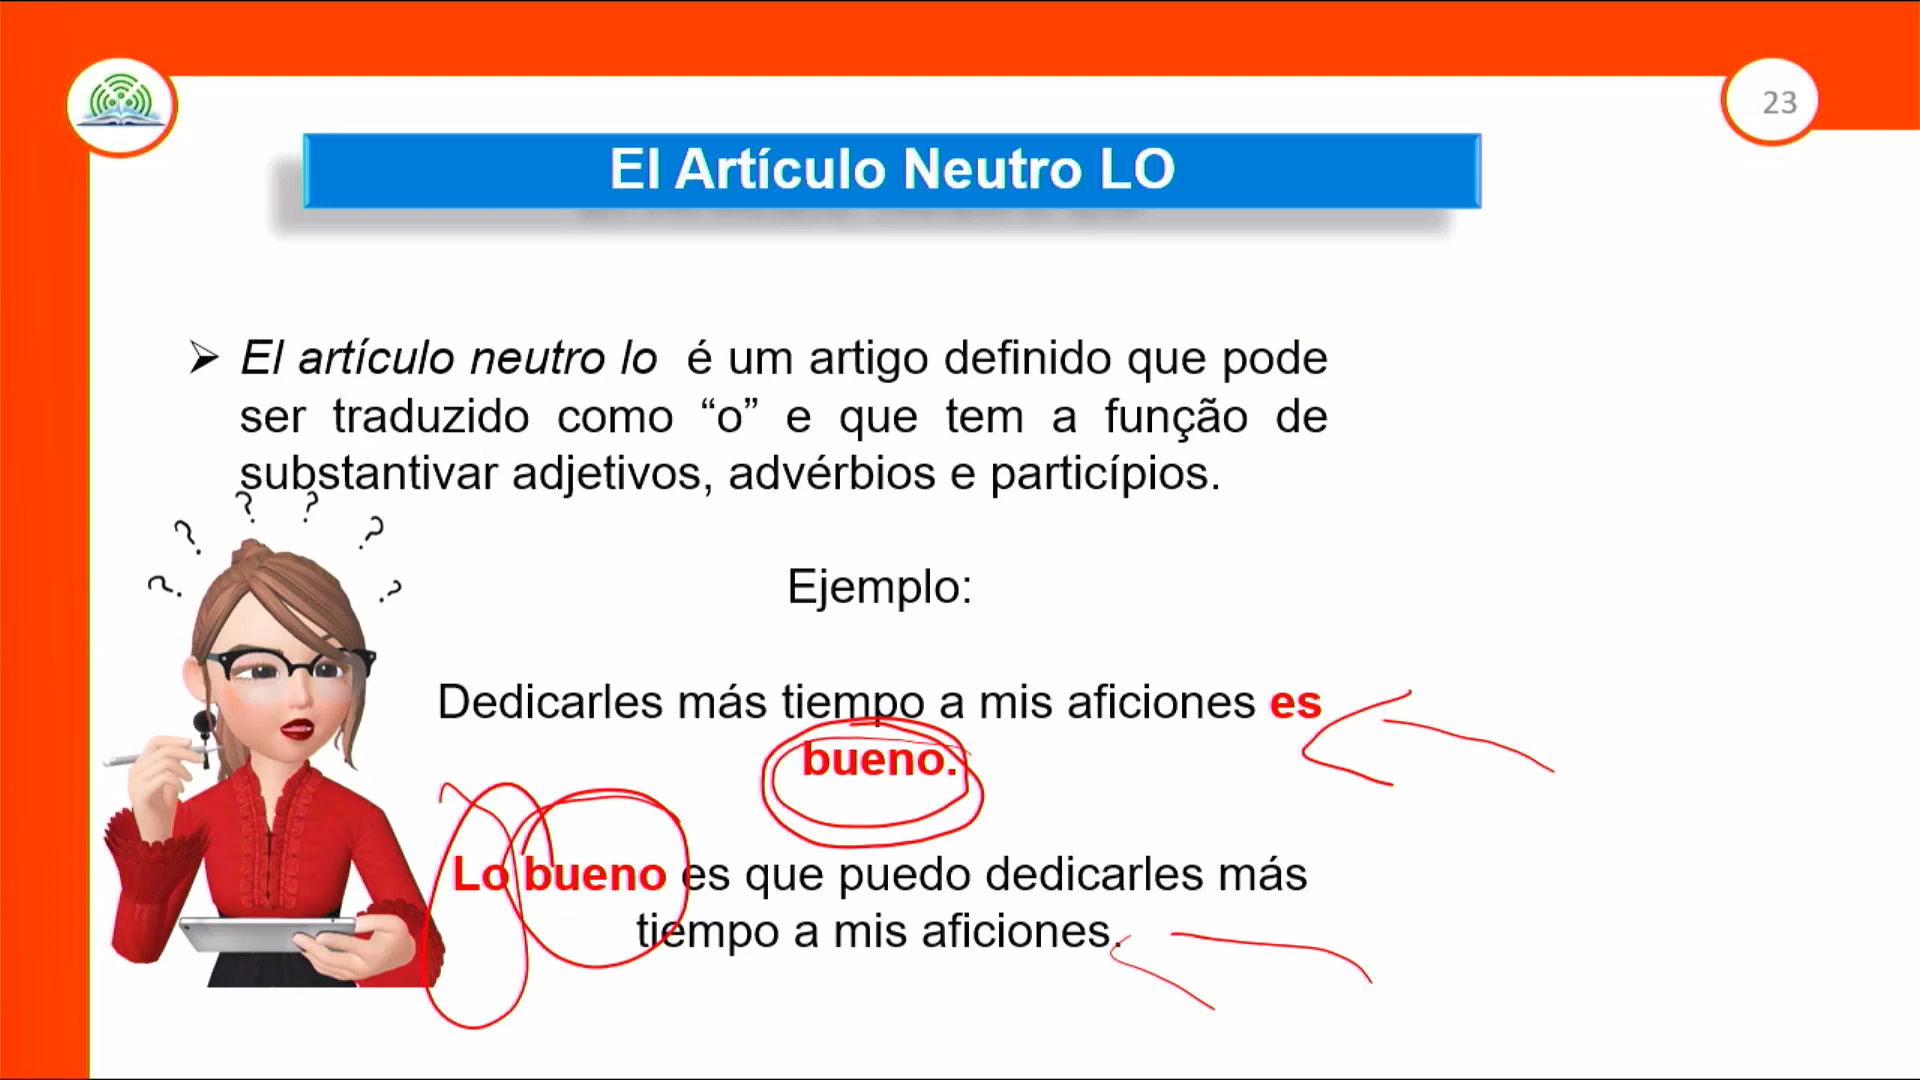 23
El Artículo Neutro LO
➢ El artículo neutro lo é um artigo definido que pode
ser traduzido como “o” e que tem a função de
substantivar adjetivos, advérbios e particípios.
? ? ? ? ? ?
Ejemplo:
Dedicarles más tiempo a mis aficiones es
bueno.
Lo bueno es que puedo dedicarles más
tiempo a mis aficiones.